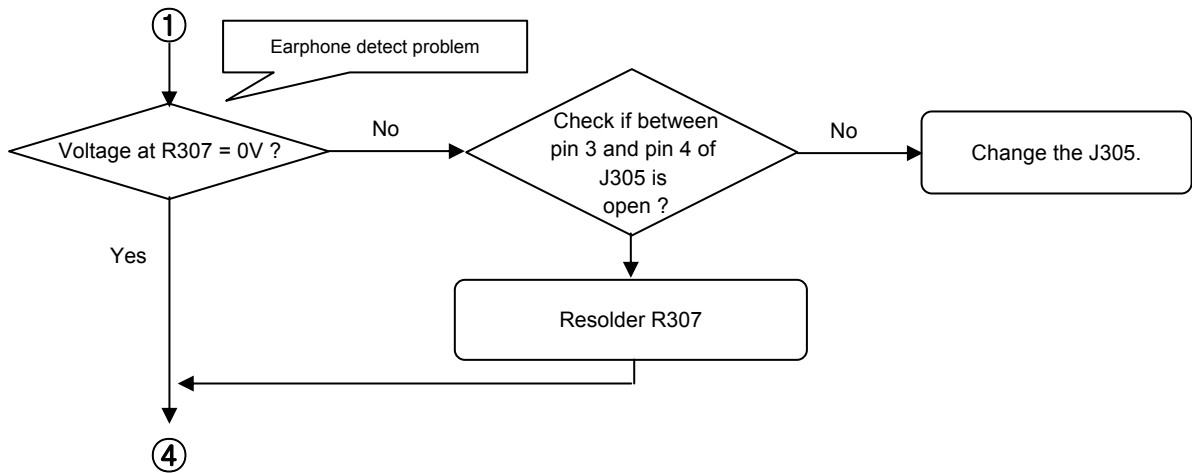 ①
Earphone detect problem
Voltage at R307 = 0V ?
No
Check if between
pin 3 and pin 4 of
J305 is
open ?
No
Change the J305.
Yes
Resolder R307
④